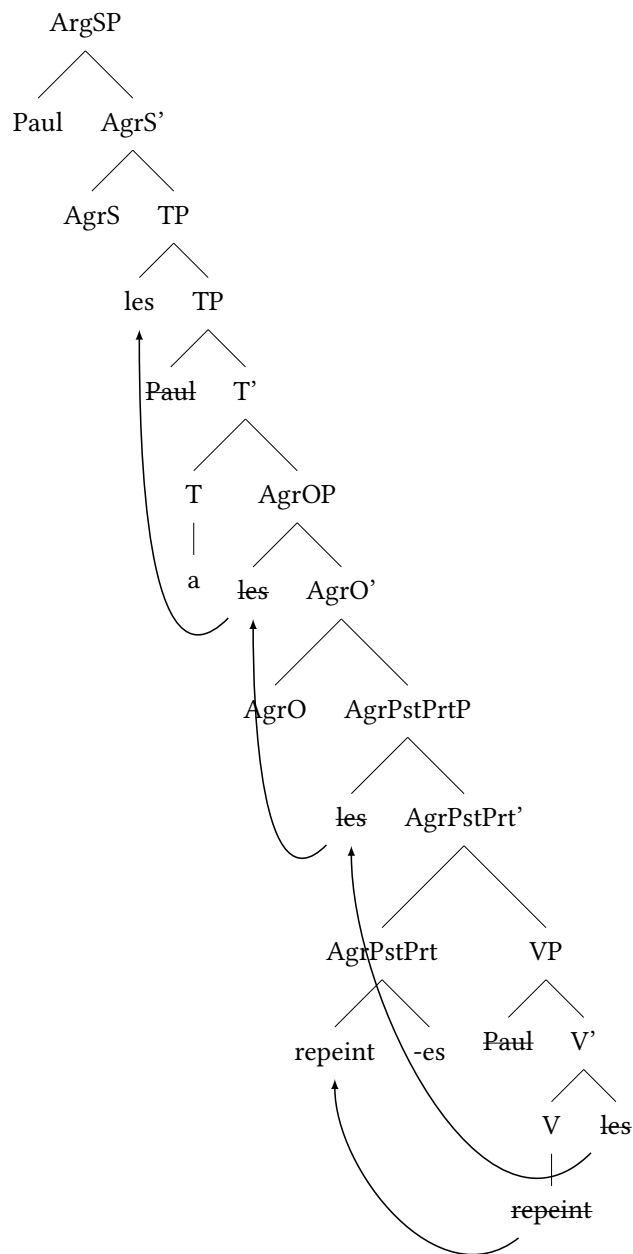 ArgSP
Paul AgrS’
AgrS TP
les TP
Paul T’
T AgrOP
a les AgrO’
AgrO AgrPstPrtP
les AgrPstPrt’
AgrPstPrt VP
repeint -es Paul V’
V les
repeint